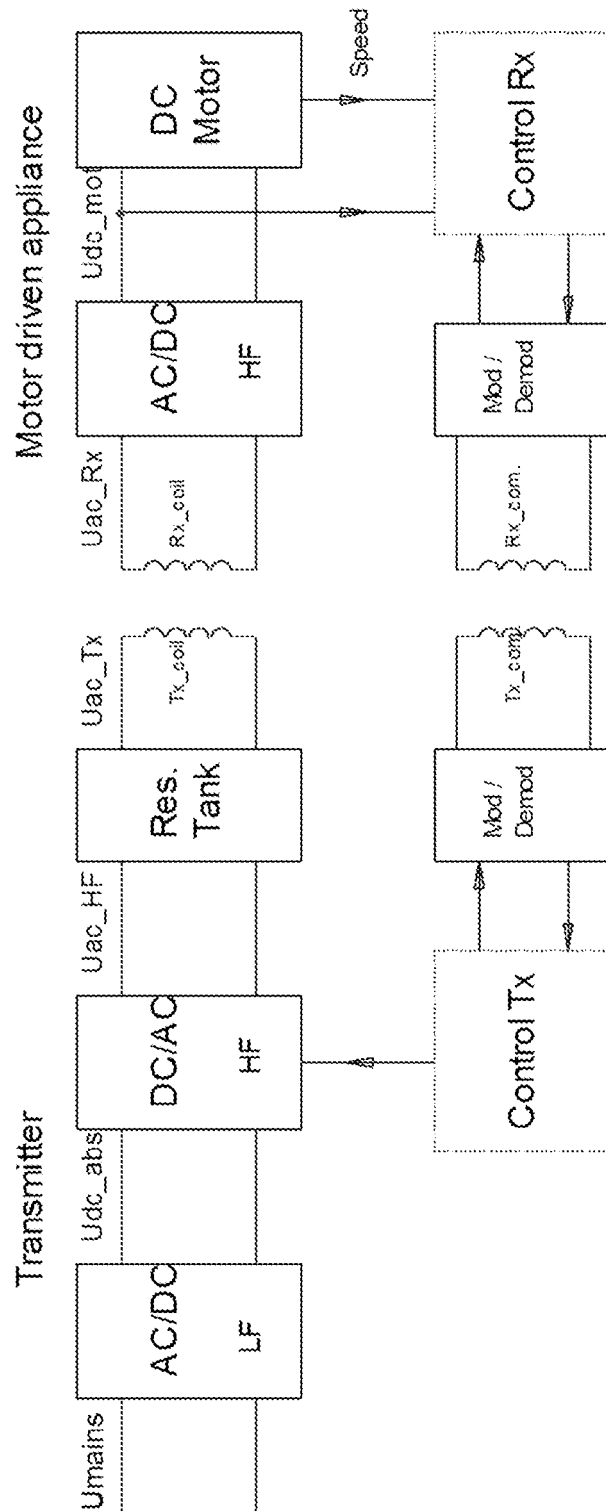 Transmitter
Motor driven appliance
Umains
AC/DC
LF
Udc_abs
DC/AC
HF
Uac_HF
Res.
Tank
Uac_Tx
Tx_coil
Uac_Rx
Rx_coil
AC/DC
HF
Udc_mot
DC
Motor
Speed
Control Tx
Mod /
Demod
Tx_com.
Rx_com.
Mod /
Demod
Control Rx